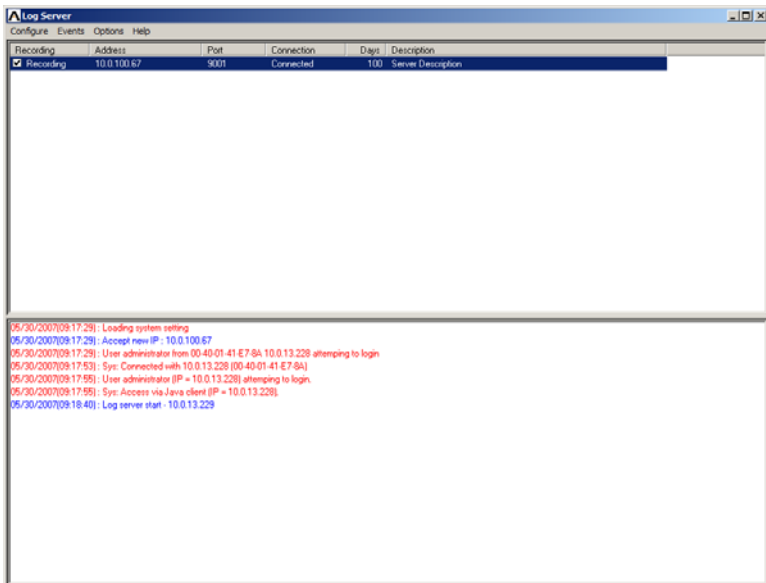 Log Server
Configure Events Options Help
Recording Address Port Connection Days Description
Recording 10.0.100.67 9001 Connected 100 Server Description
05/30/2007(09:17:29) : Loading system setting
05/30/2007(09:17:29) : Accept new IP : 10.0.100.67
05/30/2007(09:17:29) : User administrator from 00-40-01-41-E7-8A 10.0.13.228 attemping to login
05/30/2007(09:17:53) : Sys: Connected with 10.0.13.228 (00-40-01-41-E7-8A)
05/30/2007(09:17:55) : User administrator (IP = 10.0.13.228) attemping to login.
05/30/2007(09:17:55) : Sys: Access via Java client (IP = 10.0.13.228).
05/30/2007(09:18:40) : Log server start - 10.0.13.229